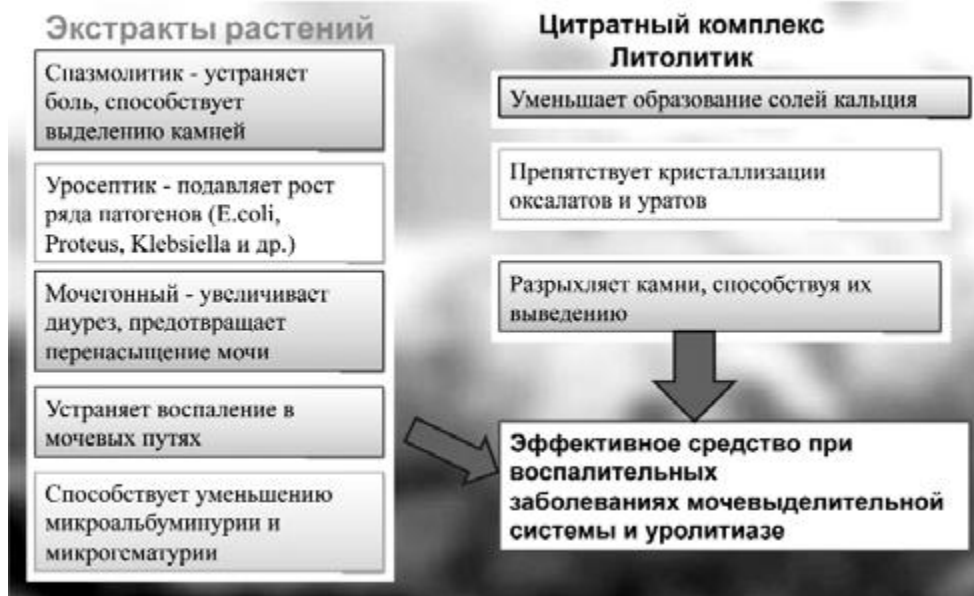 Экстракты растений
Спазмолитик - устраняет
боль, способствует
выделению камней
Уросептик - подавляет рост
ряда патогенов (E.coli,
Proteus, Klebsiella и др.)
Мочегонный - увеличивает
диурез, предотвращает
перенасыщение мочи
Устраняет воспаление в
мочевых путях
Способствует уменьшению
микроальбуминурии и
микрогематурии
Цитратный комплекс
Литолитик
Уменьшает образование солей кальция
Препятствует кристаллизации
оксалатов и уратов
Разрыхляет камни, способствуя их
выведению
Эффективное средство при
воспалительных
заболеваниях мочевыделительной
системы и уролитиазе